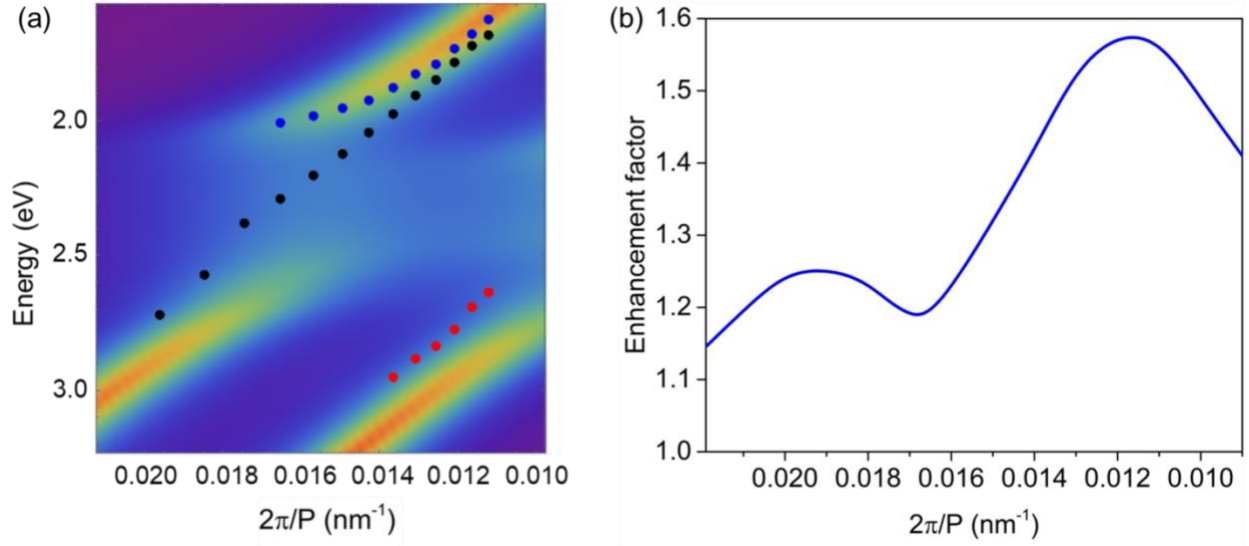 (a)
2.0
2.5
3.0
Energy (eV)
0.020 0.018 0.016 0.014 0.012 0.010
2π/P (nm⁻¹)
(b)
1.6
1.5
1.4
1.3
1.2
1.1
1.0
Enhancement factor
0.020 0.018 0.016 0.014 0.012 0.010
2π/P (nm⁻¹)